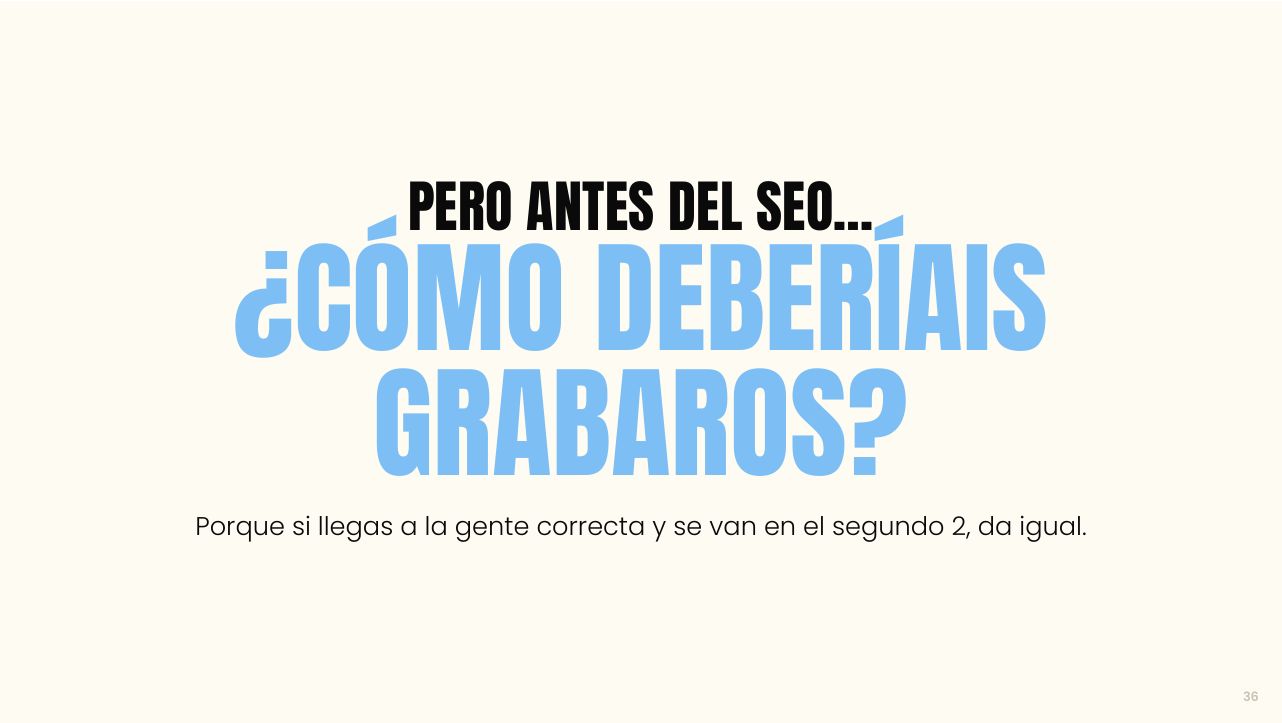 PERO ANTES DEL SEO...
¿CÓMO DEBERÍAIS
GRABAROS?
Porque si llegas a la gente correcta y se van en el segundo 2, da igual.
36